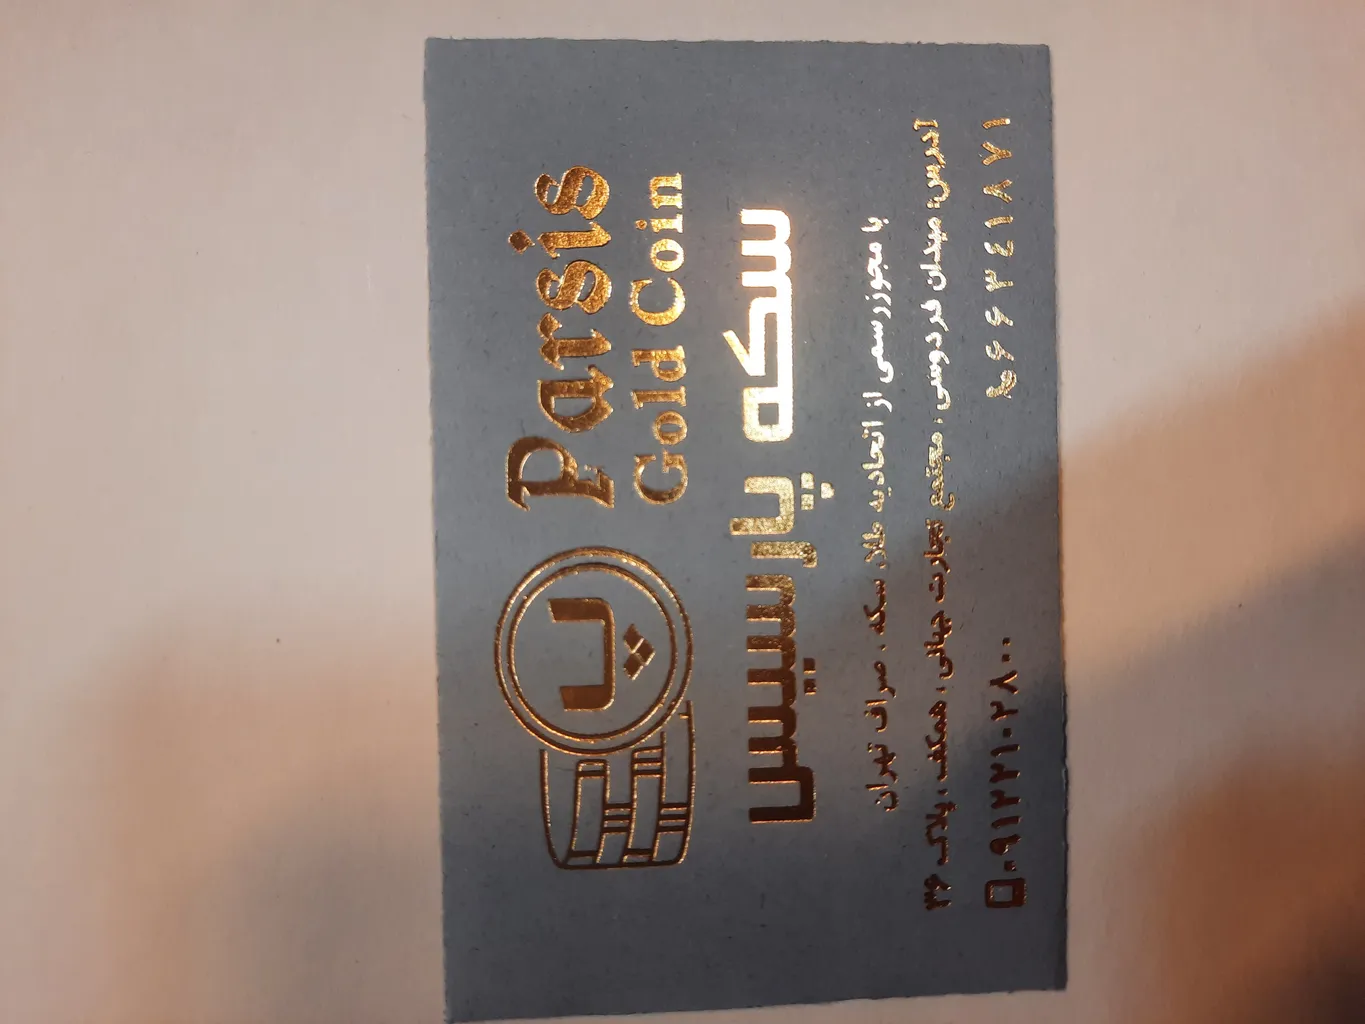 پ
Parsis
Gold Coin
سکه پارسیس
با مجوز رسمی از اتحادیه طلا، سکه ، صراف تهران
آدرس: میدان فردوسی ، مجتمع تجارت جهانی ، همکف ، پلاک ۳۶
۶۶۳۴۱۸۷۱
۰۹۱۲۲۱۰۲۸۰۰